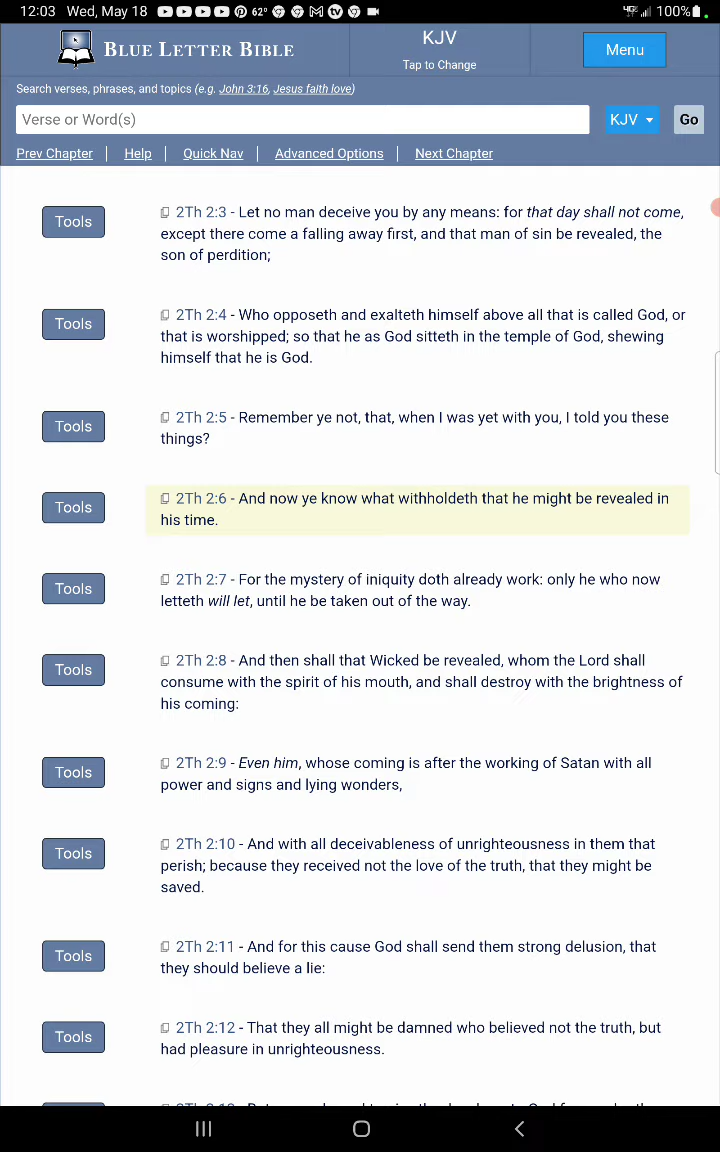 12:03 Wed, May 18 62° 4G 100%
BLUE LETTER BIBLE
KJV
Tap to Change
Menu
Search verses, phrases, and topics (e.g. John 3:16, Jesus faith love)
Verse or Word(s)
KJV
Go
Prev Chapter | Help | Quick Nav | Advanced Options | Next Chapter
Tools
2Th 2:3 - Let no man deceive you by any means: for that day shall not come,
except there come a falling away first, and that man of sin be revealed, the
son of perdition;
Tools
2Th 2:4 - Who opposeth and exalteth himself above all that is called God, or
that is worshipped; so that he as God sitteth in the temple of God, shewing
himself that he is God.
Tools
2Th 2:5 - Remember ye not, that, when I was yet with you, I told you these
things?
Tools
2Th 2:6 - And now ye know what withholdeth that he might be revealed in
his time.
Tools
2Th 2:7 - For the mystery of iniquity doth already work: only he who now
letteth will let, until he be taken out of the way.
Tools
2Th 2:8 - And then shall that Wicked be revealed, whom the Lord shall
consume with the spirit of his mouth, and shall destroy with the brightness of
his coming:
Tools
2Th 2:9 - Even him, whose coming is after the working of Satan with all
power and signs and lying wonders,
Tools
2Th 2:10 - And with all deceivableness of unrighteousness in them that
perish; because they received not the love of the truth, that they might be
saved.
Tools
2Th 2:11 - And for this cause God shall send them strong delusion, that
they should believe a lie:
Tools
2Th 2:12 - That they all might be damned who believed not the truth, but
had pleasure in unrighteousness.